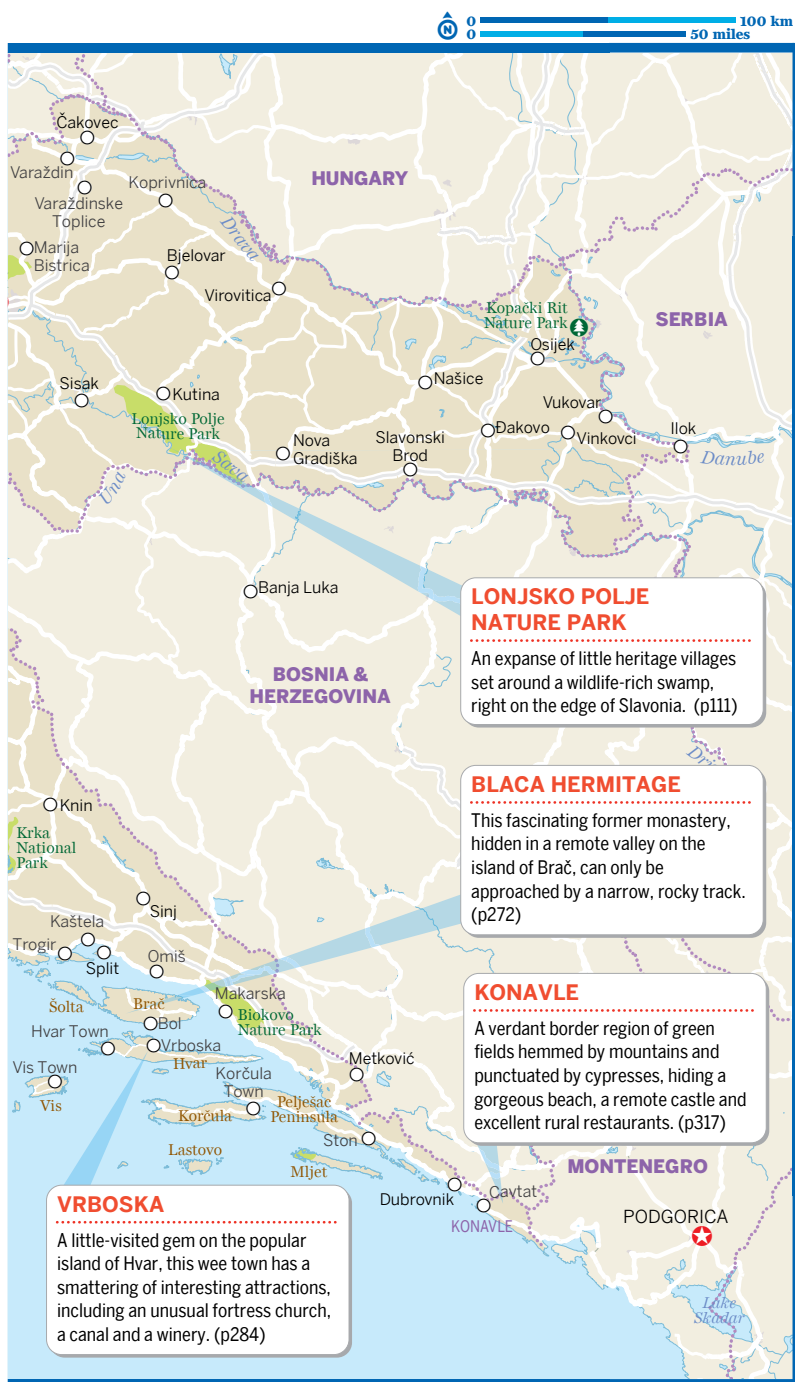 N
0 100 km
0 50 miles
Čakovec
Varaždin
Varaždinske
Toplice
Koprivnica
HUNGARY
Drava
Marija
Bistrica
Bjelovar
Virovitica
Kopački Rit
Nature Park
SERBIA
Osijek
Sisak
Kutina
Našice
Lonjsko Polje
Nature Park
Vukovar
Nova
Gradiška
Slavonski
Brod
Đakovo
Vinkovci
Ilok
Sava
Danube
Una
Banja Luka
LONJSKO POLJE
NATURE PARK
An expanse of little heritage villages
set around a wildlife-rich swamp,
right on the edge of Slavonia. (p111)
BOSNIA &
HERZEGOVINA
BLACA HERMITAGE
This fascinating former monastery,
hidden in a remote valley on the
island of Brač, can only be
approached by a narrow, rocky track.
(p272)
Knin
Krka
National
Park
Sinj
Kaštela
Trogir
Split
Omiš
Šolta
Brač
Makarska
Bol
Biokovo
Nature Park
Hvar Town
Vrboska
Hvar
KONAVLE
A verdant border region of green
fields hemmed by mountains and
punctuated by cypresses, hiding a
gorgeous beach, a remote castle and
excellent rural restaurants. (p317)
Vis Town
Vis
Metković
Korčula
Town
Korčula
Pelješac
Peninsula
Ston
Lastovo
Mljet
MONTENEGRO
Dubrovnik
Cavtat
KONAVLE
PODGORICA
Lake
Skadar
VRBOSKA
A little-visited gem on the popular
island of Hvar, this wee town has a
smattering of interesting attractions,
including an unusual fortress church,
a canal and a winery. (p284)